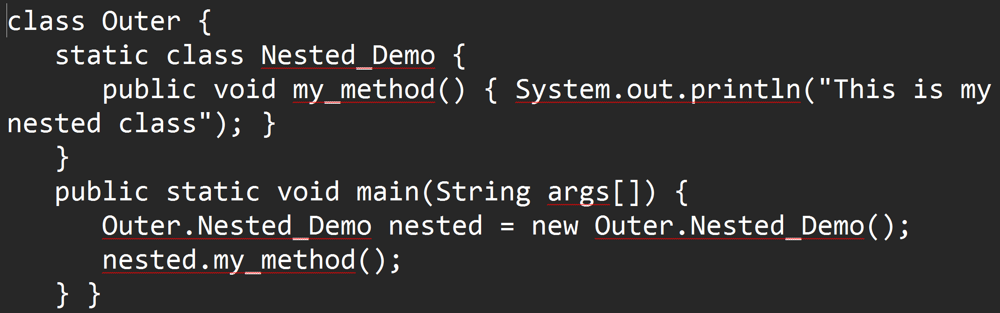 class Outer {
static class Nested_Demo {
public void my_method() { System.out.println("This is my
nested class"); }
}
public static void main(String args[]) {
Outer.Nested_Demo nested = new Outer.Nested_Demo();
nested.my_method();
} }